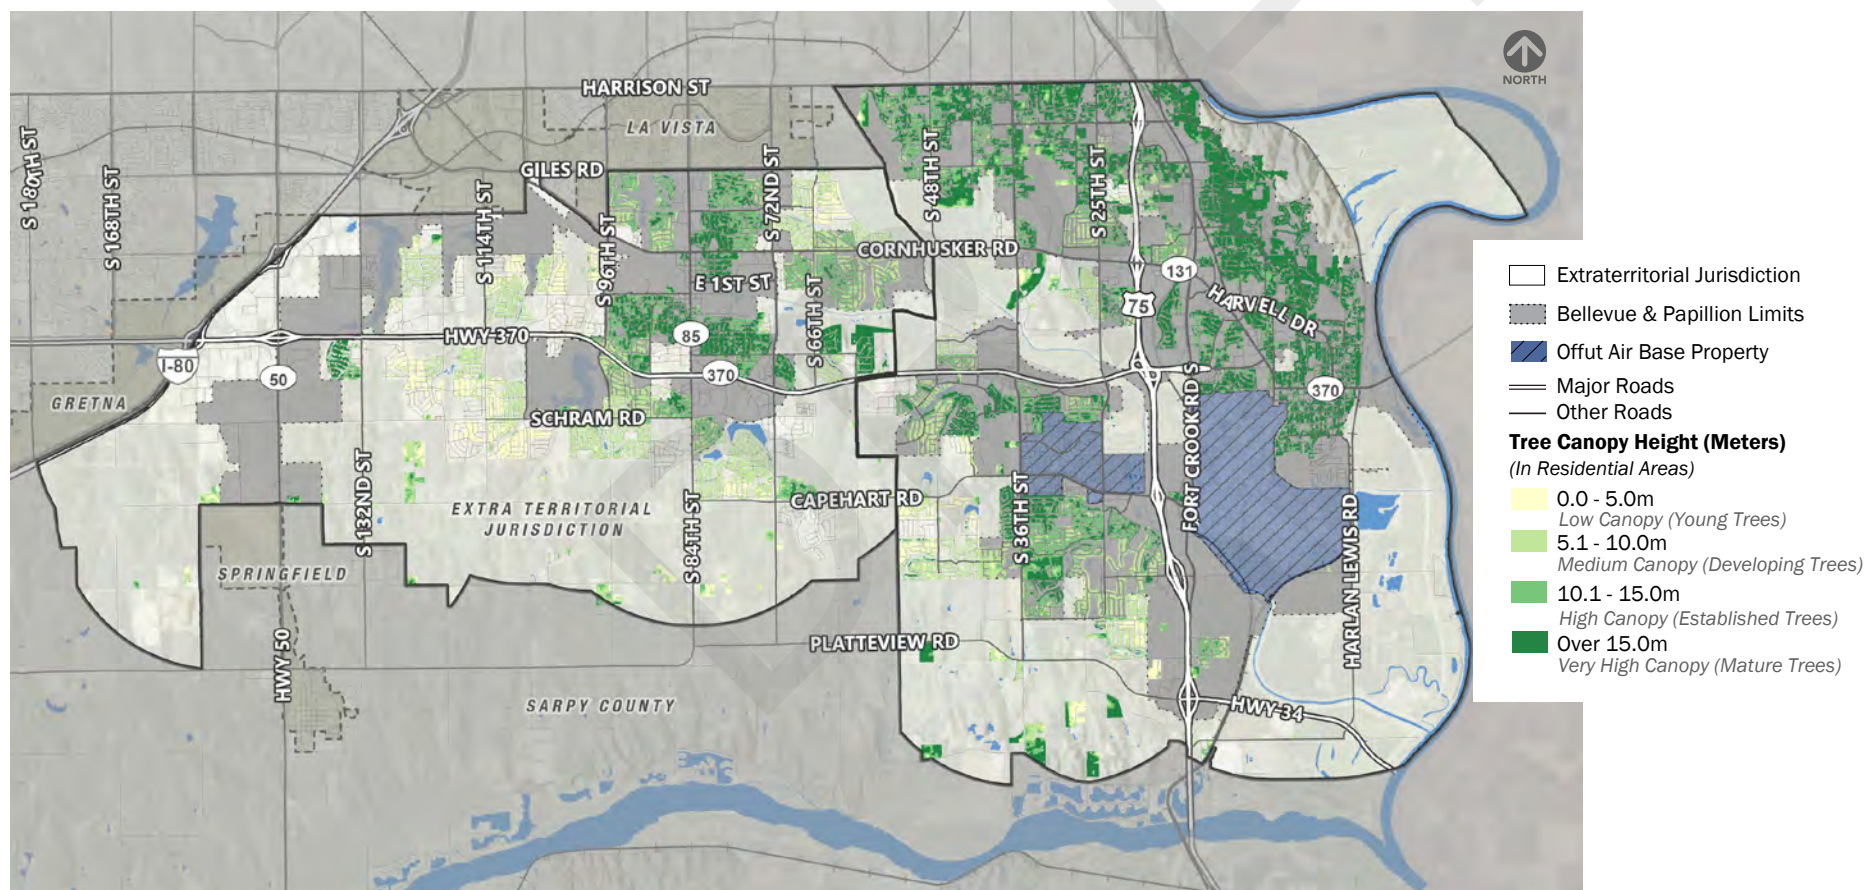 NORTH
HARRISON ST
LA VISTA
S 180TH ST
S 168TH ST
GILES RD
S 114TH ST
S 96TH ST
S 72ND ST
S 48TH ST
S 25TH ST
CORNHUSKER RD
E 1ST ST
S 66TH ST
131
75
HARVELL DR
HWY-370
85
I-80
50
370
370
GRETNA
SCHRAM RD
FORT CROOK RD S
S 132ND ST
EXTRA TERRITORIAL
JURISDICTION
S 84TH ST
CAPEHART RD
S 36TH ST
HARLAN LEWIS RD
SPRINGFIELD
HWY 50
PLATTEVIEW RD
SARPY COUNTY
HWY-34
Extraterritorial Jurisdiction
Bellevue & Papillion Limits
Offut Air Base Property
Major Roads
Other Roads
Tree Canopy Height (Meters)
(In Residential Areas)
0.0 - 5.0m
Low Canopy (Young Trees)
5.1 - 10.0m
Medium Canopy (Developing Trees)
10.1 - 15.0m
High Canopy (Established Trees)
Over 15.0m
Very High Canopy (Mature Trees)